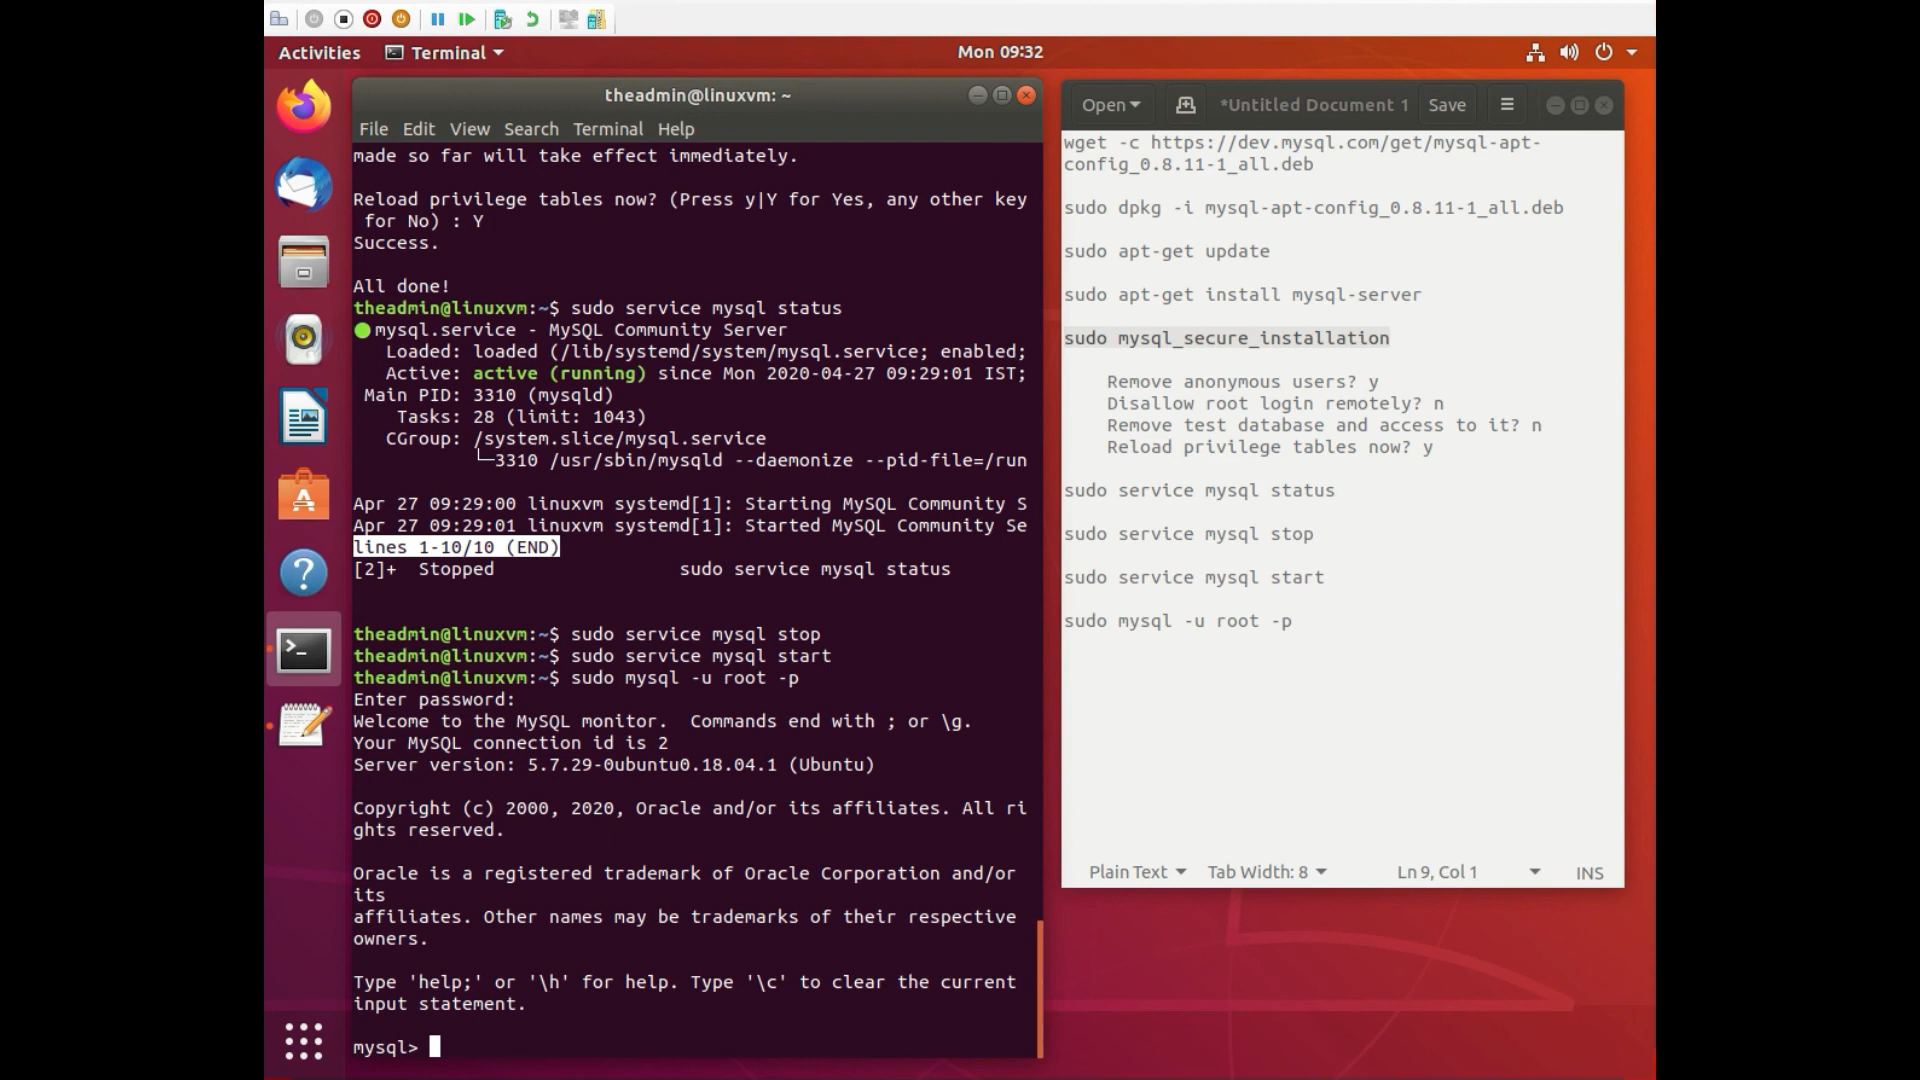 Activities
Terminal
Mon 09:32
theadmin@linuxvm: ~
File Edit View Search Terminal Help
made so far will take effect immediately.
Reload privilege tables now? (Press y|Y for Yes, any other key
for No) : Y
Success.
All done!
theadmin@linuxvm:~$ sudo service mysql status
mysql.service - MySQL Community Server
Loaded: loaded (/lib/systemd/system/mysql.service; enabled;
Active: active (running) since Mon 2020-04-27 09:29:01 IST;
Main PID: 3310 (mysqld)
Tasks: 28 (limit: 1043)
CGroup: /system.slice/mysql.service
└─3310 /usr/sbin/mysqld --daemonize --pid-file=/run
Apr 27 09:29:00 linuxvm systemd[1]: Starting MySQL Community S
Apr 27 09:29:01 linuxvm systemd[1]: Started MySQL Community Se
lines 1-10/10 (END)
[2]+ Stopped sudo service mysql status
theadmin@linuxvm:~$ sudo service mysql stop
theadmin@linuxvm:~$ sudo service mysql start
theadmin@linuxvm:~$ sudo mysql -u root -p
Enter password:
Welcome to the MySQL monitor. Commands end with ; or \g.
Your MySQL connection id is 2
Server version: 5.7.29-0ubuntu0.18.04.1 (Ubuntu)
Copyright (c) 2000, 2020, Oracle and/or its affiliates. All ri
ghts reserved.
Oracle is a registered trademark of Oracle Corporation and/or
its
affiliates. Other names may be trademarks of their respective
owners.
Type 'help;' or '\h' for help. Type '\c' to clear the current
input statement.
mysql>
Open *Untitled Document 1 Save
wget -c https://dev.mysql.com/get/mysql-apt-
config_0.8.11-1_all.deb
sudo dpkg -i mysql-apt-config_0.8.11-1_all.deb
sudo apt-get update
sudo apt-get install mysql-server
sudo mysql_secure_installation
Remove anonymous users? y
Disallow root login remotely? n
Remove test database and access to it? n
Reload privilege tables now? y
sudo service mysql status
sudo service mysql stop
sudo service mysql start
sudo mysql -u root -p
Plain Text Tab Width: 8 Ln 9, Col 1 INS